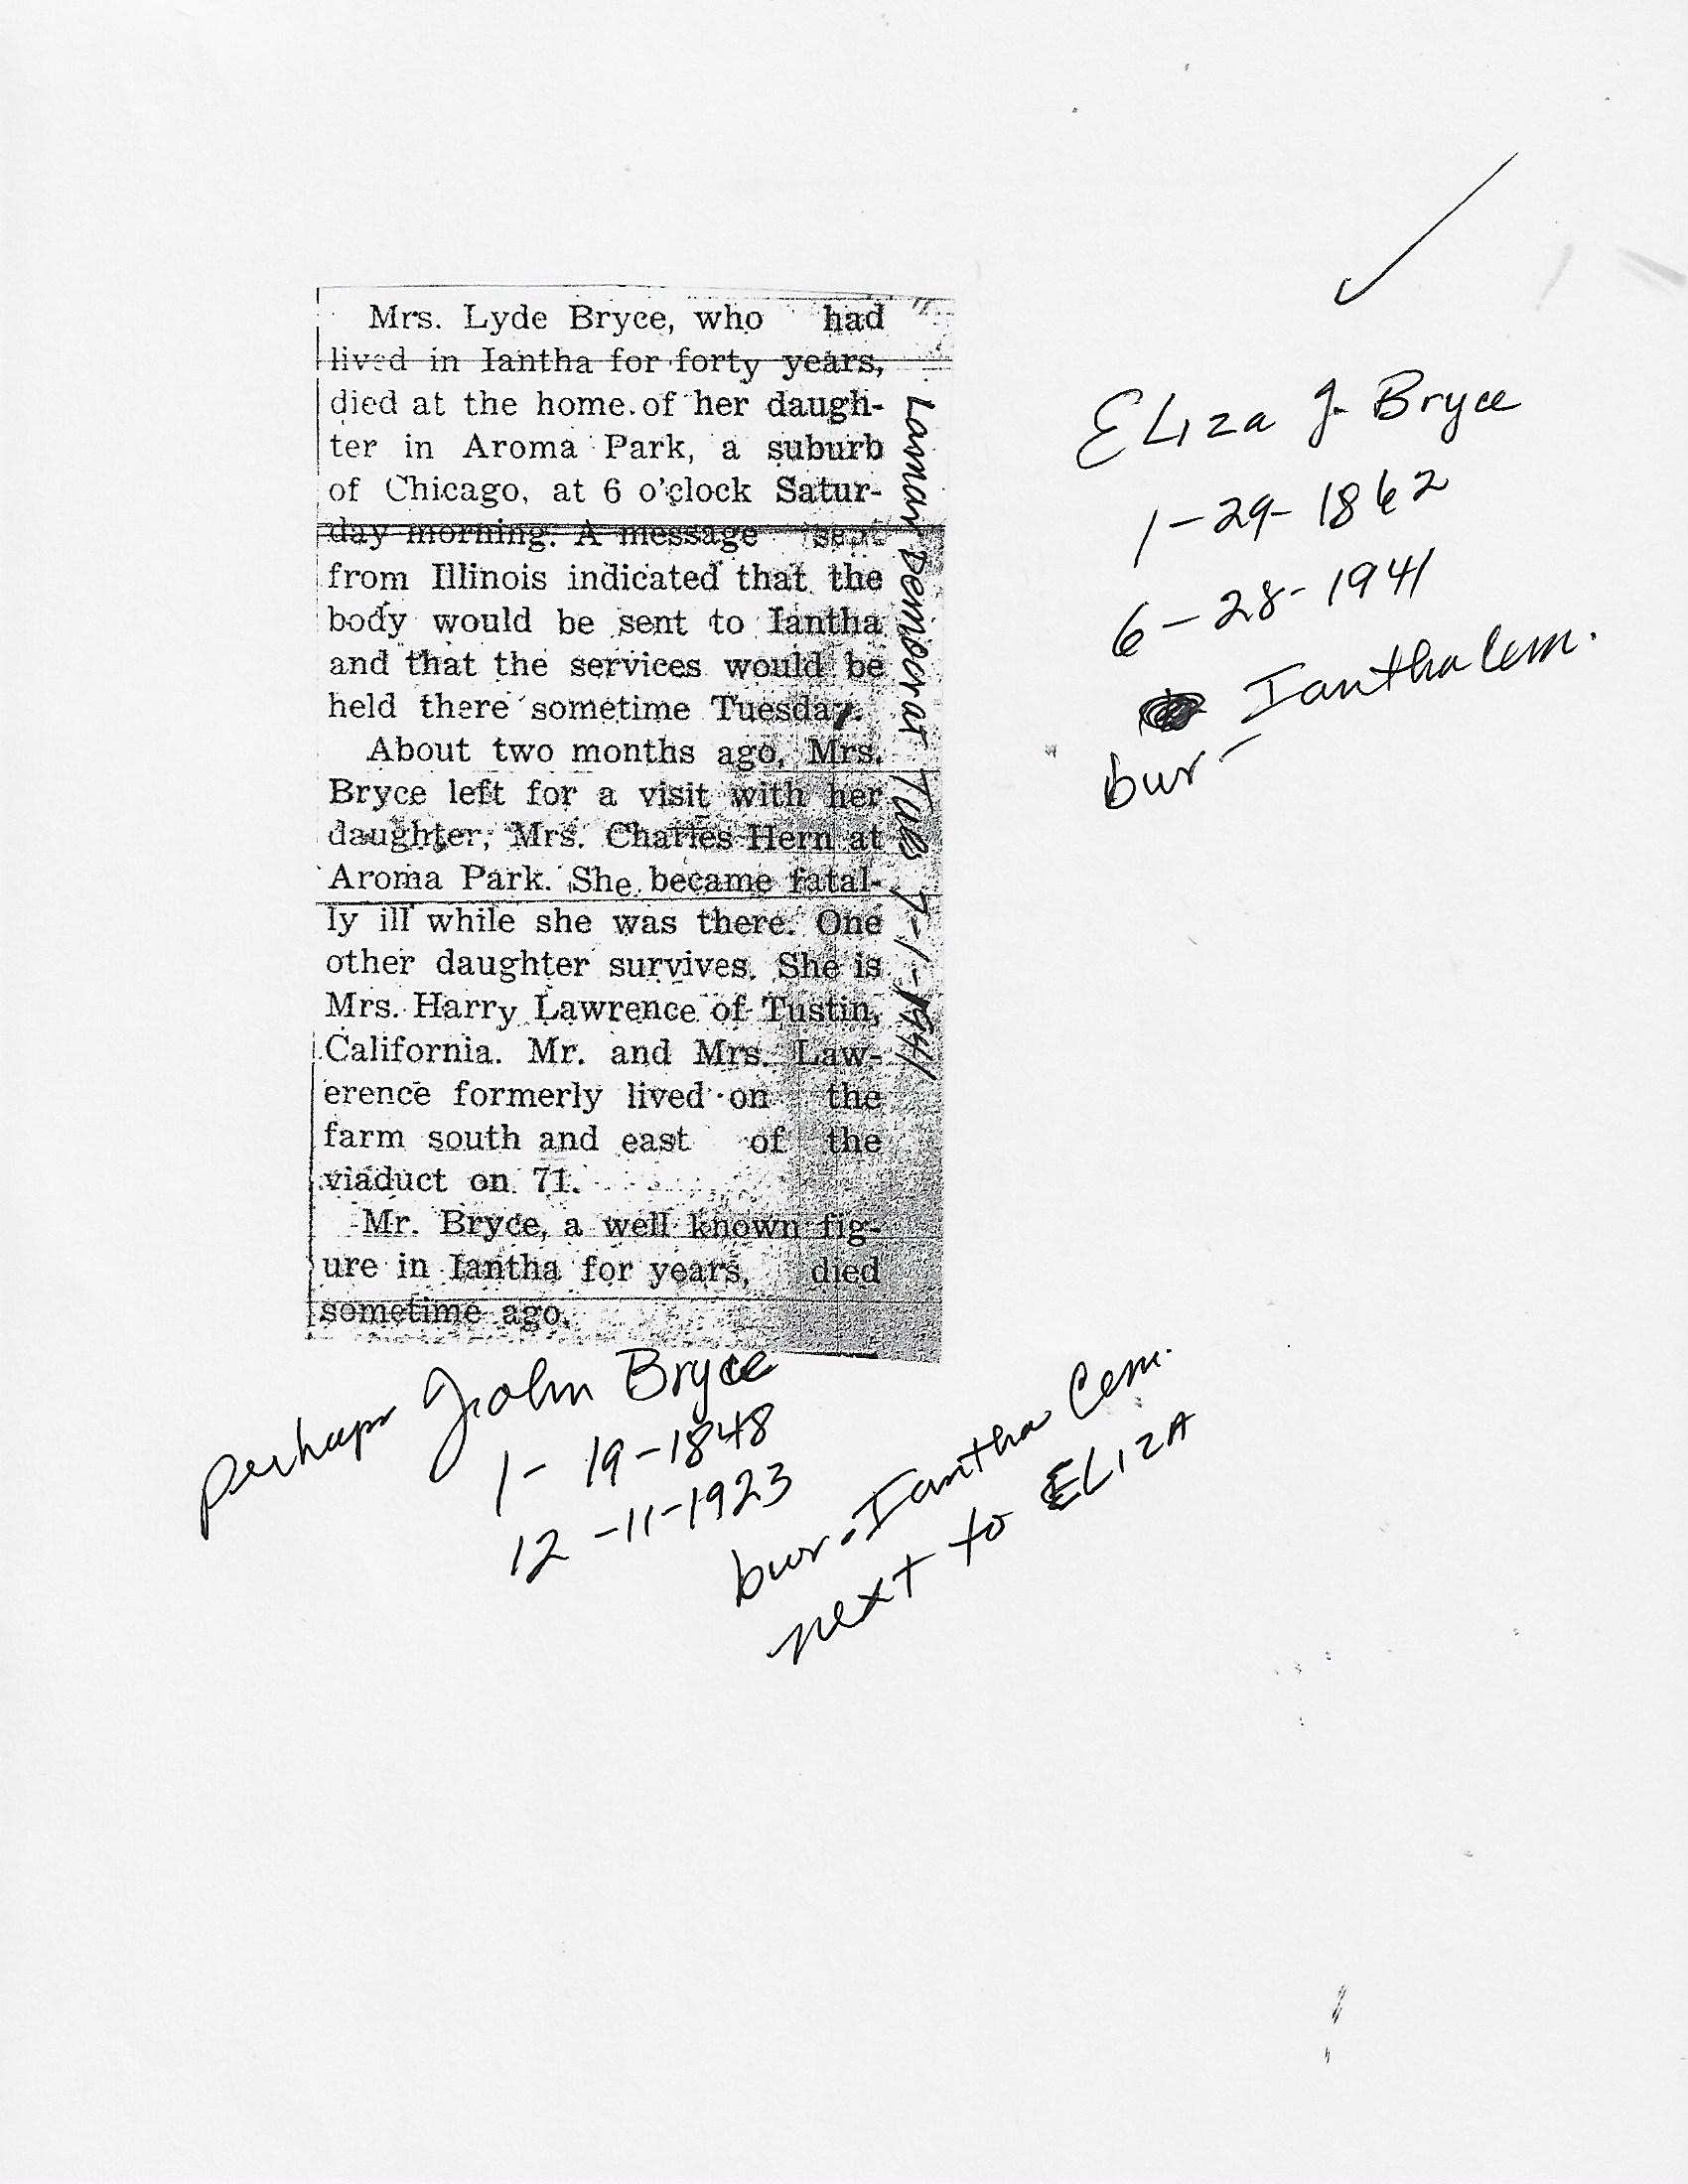 Mrs. Lyde Bryce, who had
lived in Iantha for forty years,
died at the home of her daugh-
ter in Aroma Park, a suburb
of Chicago, at 6 o'clock Satur-
day morning. A message sent
from Illinois indicated that the
body would be sent to Iantha
and that the services would be
held there sometime Tuesday.
About two months ago, Mrs.
Bryce left for a visit with her
daughter, Mrs. Charles Hern at
Aroma Park. She became fatal-
ly ill while she was there. One
other daughter survives. She is
Mrs. Harry Lawrence of Tustin,
California. Mr. and Mrs. Law-
erence formerly lived on the
farm south and east of the
viaduct on 71.
Mr. Bryce, a well known fig-
ure in Iantha for years, died
sometime ago.
Lamar Democrat Tues 7-1-1941
Eliza J. Bryce
1-29-1862
6-28-1941
Iantha Cem.
bur-
perhaps John Bryce
1-19-1848
12-11-1923
bur. Iantha Cem.
next to ELIZA